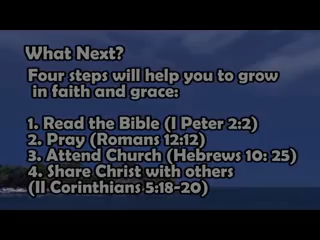 What Next?
Four steps will help you to grow
in faith and grace:
1. Read the Bible (I Peter 2:2)
2. Pray (Romans 12:12)
3. Attend Church (Hebrews 10: 25)
4. Share Christ with others
(II Corinthians 5:18-20)